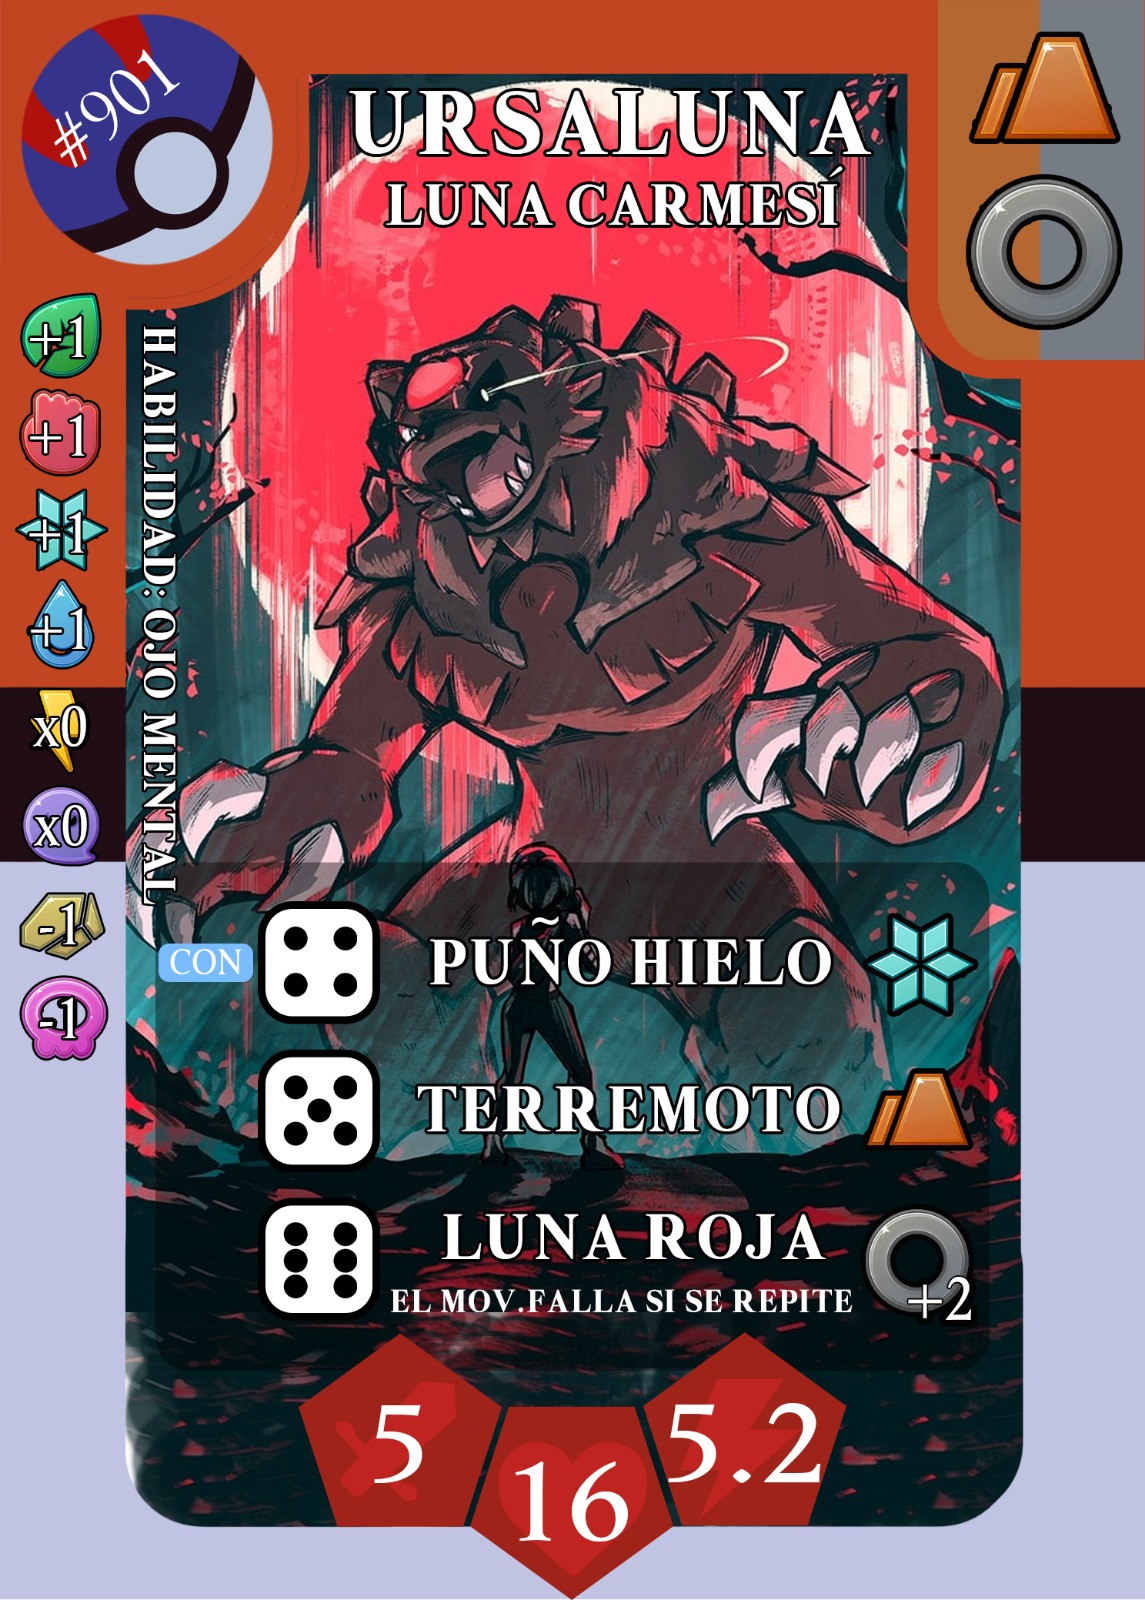 #901
URSALUNA
LUNA CARMESÍ
+1
+1
+1
+1
x0
x0
-1
-1
HABILIDAD: OJO MENTAL
CON
PUÑO HIELO
TERREMOTO
LUNA ROJA
EL MOV.FALLA SI SE REPITE
+2
5
16
5.2